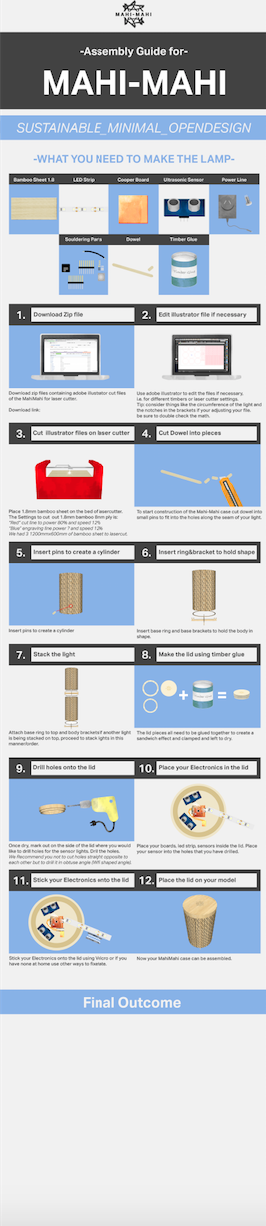 MAHI-MAHI
-Assembly Guide for-
MAHI-MAHI
SUSTAINABLE_MINIMAL_OPENDESIGN
-WHAT YOU NEED TO MAKE THE LAMP-
Bamboo Sheet 1.8
LED Strip
Cooper Board
Ultrasonic Sensor
Power Line
Souldering Pars
Dowel
Timber Glue
1. Download Zip file
Download zip files containing adobe illustrator cut files
of the MahiMahi for laser cutter.
Download link:
2. Edit illustrator file if necessary
Use adobe illustrator to edit the files if necessary.
i.e. for different timbers or laser cutter settings.
Tip: consider things like the circumference of the light and
the notches in the brackets if your adjusting your file.
be sure to double check the math.
3. Cut Illustrator files on laser cutter
Place 1.8mm bamboo sheet on the bed of lasercutter.
The Settings to cut out 1.8mm bamboo 6mm ply is:
"Red" cut line to power 80% and speed 12%
"Blue" engraving line power and speed
We had 3 1200mmx600mm of bamboo sheet to lasercut.
4. Cut Dowel into pieces
To start construction of the Mahi Mahi case cut dowel into
small pins to fit into the holes along the seam of your light.
5. Insert pins to create a cylinder
Insert pins to create a cylinder
6. Insert ring&bracket to hold shape
Insert base ring and base brackets to hold the body in
shape.
7. Stack the light
Attach base ring to top end body brackets if another light
is being stacked on top, proceed to stack lights in this
manner/order.
8. Make the lid using timber glue
The lid pieces all need to be glued together to create a
sandwich effect and clamped and left to dry.
9. Drill holes onto the lid
Once dry, mark out on the side of the lid where you would
like to drill holes for the sensor lights. Drill the holes.
We Recommend you not to cut holes straight opposite to
each other but to drill it in obtuse angle (Wifi shaped angle).
10. Place your Electronics in the lid
Place your boards, led strip, sensors inside the lid. Place
your sensor into the holes that you have drilled.
11. Stick your Electronics onto the lid
Stick your Electronics onto the lid using Vlcro or if you
have none at home use other ways to fixate.
12. Place the lid on your model
Now your MahiMahi case can be assembled.
Final Outcome